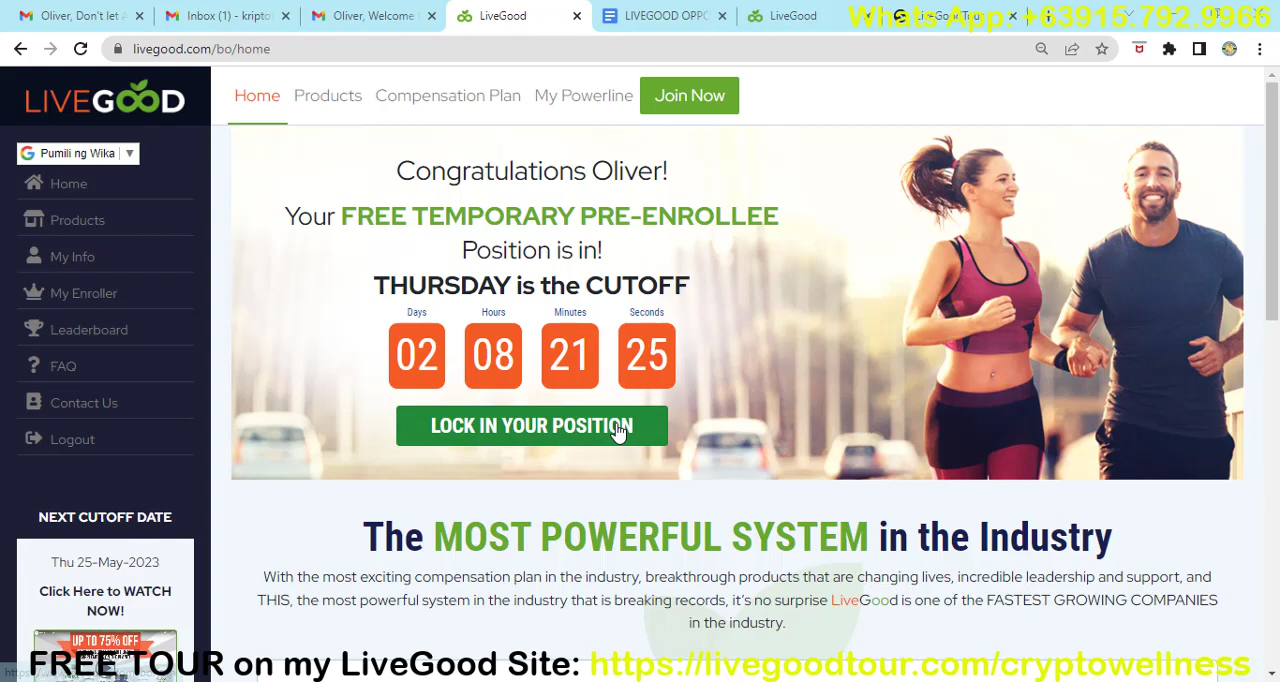 Oliver, Don't let
Inbox (1) - kripto
Oliver, Welcome
LiveGood
LIVEGOOD OPPO
LiveGood
LiveGood Tour
Whats App: +63915.792.9966
livegood.com/bo/home
LIVEGOOD
Home
Products
Compensation Plan
My Powerline
Join Now
Pumili ng Wika
Home
Products
My Info
My Enroller
Leaderboard
FAQ
Contact Us
Logout
NEXT CUTOFF DATE
Thu 25-May-2023
Click Here to WATCH
NOW!
UP TO 75% OFF
Congratulations Oliver!
Your FREE TEMPORARY PRE-ENROLLEE
Position is in!
THURSDAY is the CUTOFF
Days Hours Minutes Seconds
02 08 21 25
LOCK IN YOUR POSITION
The MOST POWERFUL SYSTEM in the Industry
With the most exciting compensation plan in the industry, breakthrough products that are changing lives, incredible leadership and support, and
THIS, the most powerful system in the industry that is breaking records, it's no surprise LiveGood is one of the FASTEST GROWING COMPANIES
in the industry.
FREE TOUR on my LiveGood Site: https://livegoodtour.com/cryptowellness